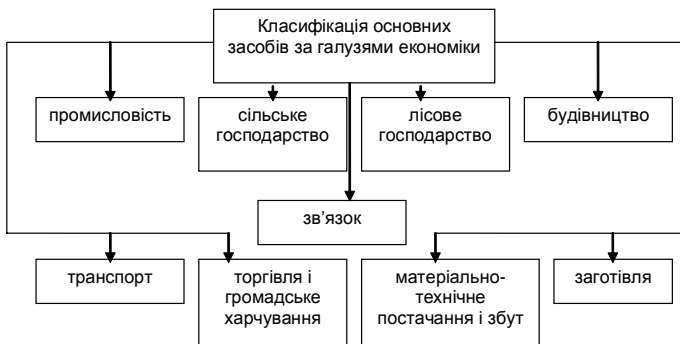 Класифікація основних
засобів за галузями економіки
промисловість
сільське
господарство
лісове
господарство
будівництво
зв’язок
транспорт
торгівля і
громадське
харчування
матеріально-
технічне
постачання і збут
заготівля